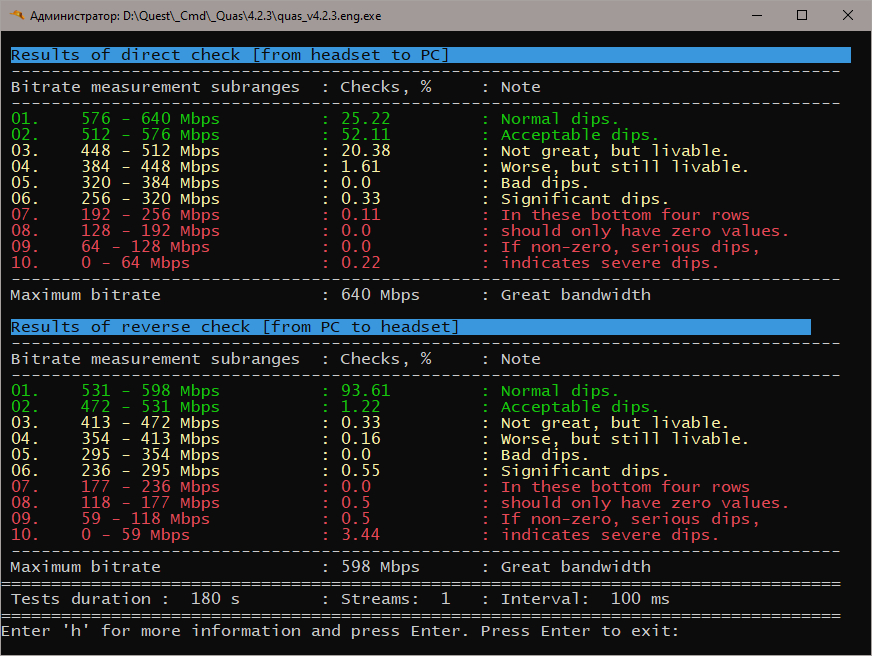 Администратор: D:\Quest\_Cmd\_Quas\4.2.3\quas_v4.2.3.eng.exe
Results of direct check [from headset to PC]
-----------------------------------------------------------------------------------
Bitrate measurement subranges  : Checks, %     : Note
-----------------------------------------------------------------------------------
01.    576 - 640 Mbps          : 25.22         : Normal dips.
02.    512 - 576 Mbps          : 52.11         : Acceptable dips.
03.    448 - 512 Mbps          : 20.38         : Not great, but livable.
04.    384 - 448 Mbps          : 1.61          : Worse, but still livable.
05.    320 - 384 Mbps          : 0.0           : Bad dips.
06.    256 - 320 Mbps          : 0.33          : Significant dips.
07.    192 - 256 Mbps          : 0.11          : In these bottom four rows
08.    128 - 192 Mbps          : 0.0           : should only have zero values.
09.    64 - 128 Mbps           : 0.0           : If non-zero, serious dips,
10.    0 - 64 Mbps             : 0.22          : indicates severe dips.
-----------------------------------------------------------------------------------
Maximum bitrate                : 640 Mbps      : Great bandwidth
Results of reverse check [from PC to headset]
-----------------------------------------------------------------------------------
Bitrate measurement subranges  : Checks, %     : Note
-----------------------------------------------------------------------------------
01.    531 - 598 Mbps          : 93.61         : Normal dips.
02.    472 - 531 Mbps          : 1.22          : Acceptable dips.
03.    413 - 472 Mbps          : 0.33          : Not great, but livable.
04.    354 - 413 Mbps          : 0.16          : Worse, but still livable.
05.    295 - 354 Mbps          : 0.0           : Bad dips.
06.    236 - 295 Mbps          : 0.55          : Significant dips.
07.    177 - 236 Mbps          : 0.0           : In these bottom four rows
08.    118 - 177 Mbps          : 0.5           : should only have zero values.
09.    59 - 118 Mbps           : 0.5           : If non-zero, serious dips,
10.    0 - 59 Mbps             : 3.44          : indicates severe dips.
-----------------------------------------------------------------------------------
Maximum bitrate                : 598 Mbps      : Great bandwidth
====================================================================================
Tests duration :  180 s        : Streams:  1   : Interval:  100 ms
====================================================================================
Enter 'h' for more information and press Enter. Press Enter to exit: